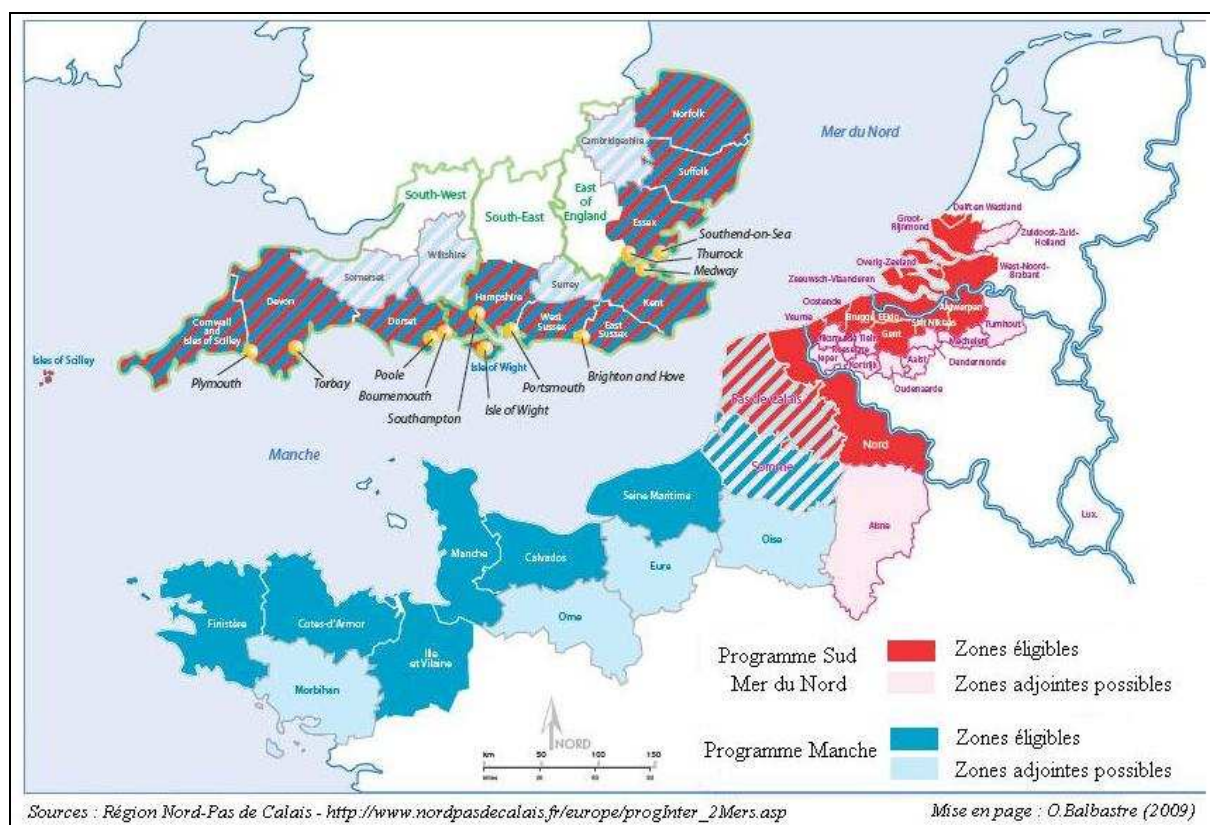 Norfolk
Mer du Nord
Cambridgeshire
Suffolk
South-West
East
of
England
South-East
Essex
Delft en Westland
Groot-
Rijnmond
Zuidoost-Zuid-
Holland
Southend-on-Sea
Thurrock
Medway
Wiltshire
Somerset
Surrey
Overig-Zeeland
West-Noord-
Brabant
Zeeuwsch-Vlaanderen
Devon
Hampshire
Kent
Oostende
Veurne
Antwerpen
Dorset
West
Sussex
East
Sussex
Cornwall
and
Isles of Scilley
Gent
Turnhout
Mechelen
Isles of Scilley
Ieper
Kortrijk
Aalst
Dendermonde
Oudenaarde
Plymouth
Torbay
Poole
Bournemouth
Southampton
Isle of Wight
Isle of Wight
Portsmouth
Brighton and Hove
Pas de Calais
Nord
Manche
Somme
Seine Maritime
Lux.
Aisne
Oise
Manche
Calvados
Eure
Orne
Finistère
Cotes-d'Armor
Ille
et Vilaine
Morbihan
Programme Sud
Mer du Nord
Zones éligibles
Zones adjointes possibles
NORD
km 0 50 100 150
Programme Manche
Zones éligibles
Zones adjointes possibles
Sources : Région Nord-Pas de Calais - http://www.nordpasdecalais.fr/europe/progInter_2Mers.asp
Mise en page : O.Balbastre (2009)